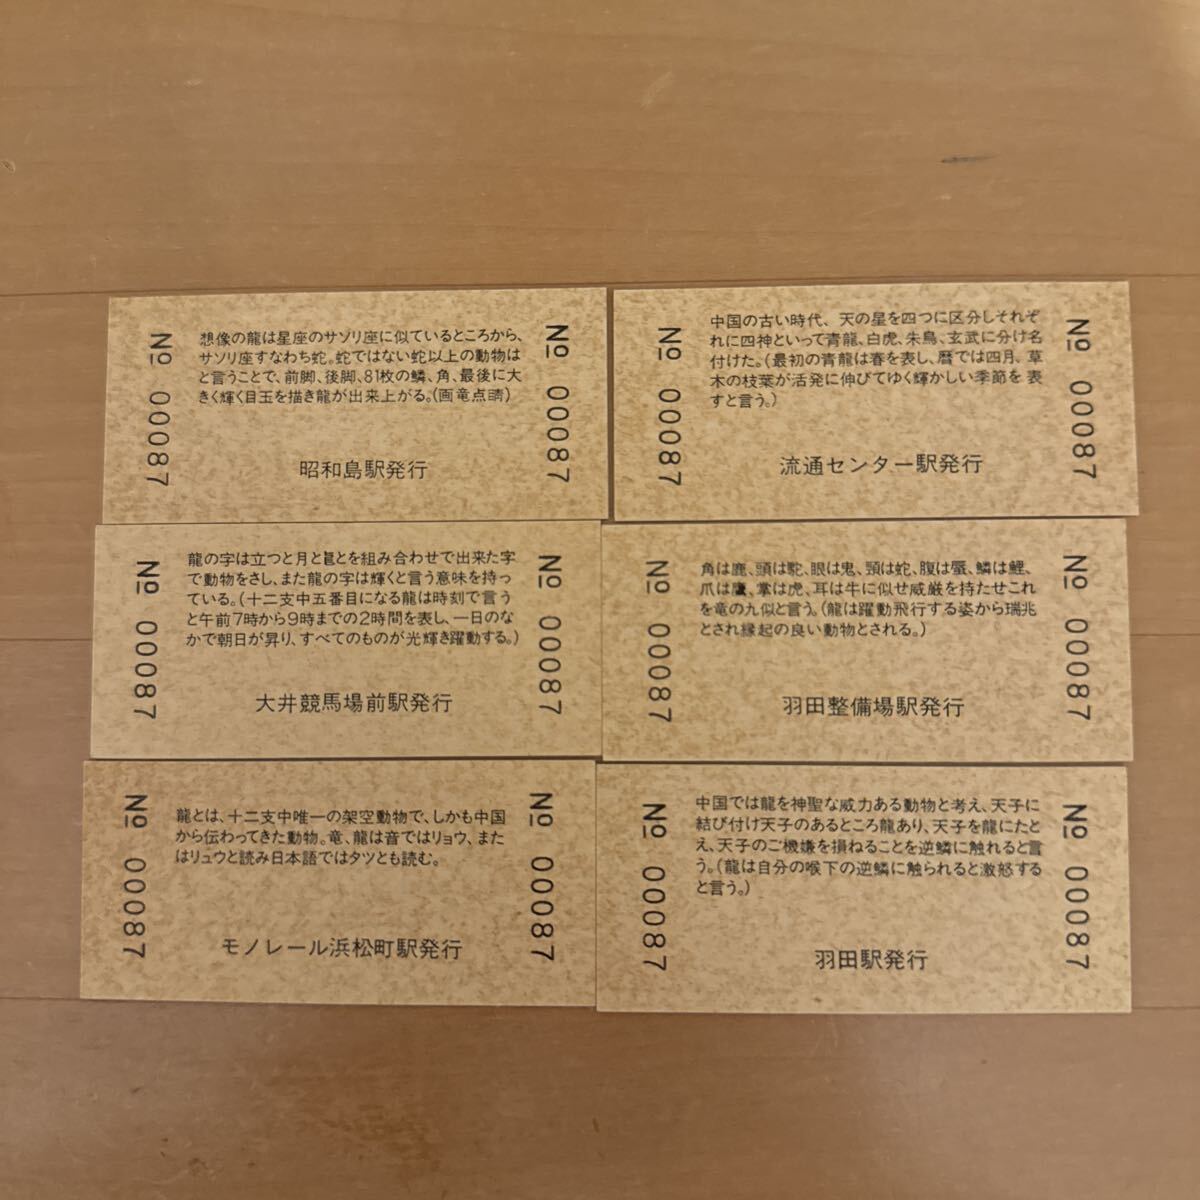 No 00087
想像の龍は星座のサソリ座に似ているところから、
サソリ座すなわち蛇。蛇ではない蛇以上の動物は
と言うことで、前脚、後脚、81枚の鱗、角、最後に大
きく輝く目玉を描き龍が出来上がる。(画竜点睛)
昭和島駅発行
No 00087
No 00087
中国の古い時代、天の星を四つに区分しそれぞ
れに四神といって青龍、白虎、朱鳥、玄武に分け名
付けた。(最初の青龍は春を表し、暦では四月、草
木の枝葉が活発に伸びてゆく輝かしい季節を表
すと言う。)
流通センター駅発行
No 00087
No 00087
龍の字は立つと月と㠯とを組み合わせで出来た字
で動物をさし、また龍の字は輝くと言う意味を持っ
ている。(十二支中五番目になる龍は時刻で言う
と午前7時から9時までの2時間を表し、一日のな
かで朝日が昇り、すべてのものが光輝き躍動する。)
大井競馬場前駅発行
No 00087
No 00087
角は鹿、頭は駝、眼は鬼、頸は蛇、腹は蜃、鱗は鯉、
爪は鷹、掌は虎、耳は牛に似せ威厳を持たせこれ
を竜の九似と言う。(龍は躍動飛行する姿から瑞兆
とされ縁起の良い動物とされる。)
羽田整備場駅発行
No 00087
No 00087
龍とは、十二支中唯一の架空動物で、しかも中国
から伝わってきた動物。竜、龍は音ではリョウ、また
はリュウと読み日本語ではタツとも読む。
モノレール浜松町駅発行
No 00087
No 00087
中国では龍を神聖な威力ある動物と考え、天子に
結び付け天子のあるところ龍あり、天子を龍にたと
え、天子のご機嫌を損ねることを逆鱗に触れると言
う。(龍は自分の喉下の逆鱗に触られると激怒する
と言う。)
羽田駅発行
No 00087